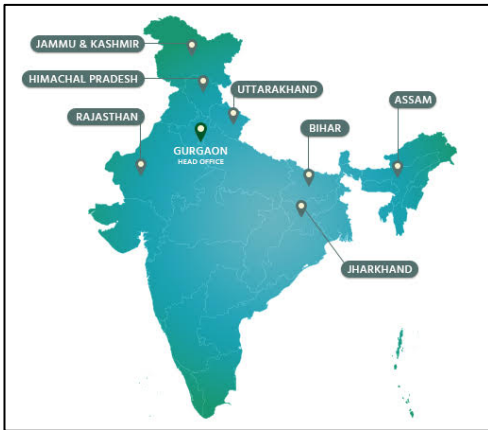 JAMMU & KASHMIR
HIMACHAL PRADESH
UTTARAKHAND
ASSAM
RAJASTHAN
BIHAR
GURGAON
HEAD OFFICE
JHARKHAND